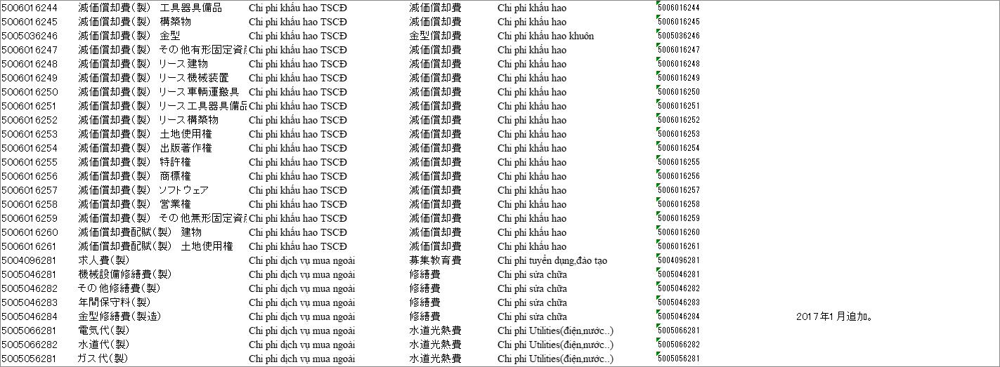 5006016244 減価償却費(製) 工具器具備品 Chi phí khấu hao TSCĐ 減価償却費 Chi phí khấu hao 5006016244
5006016245 減価償却費(製) 構築物 Chi phí khấu hao TSCĐ 減価償却費 Chi phí khấu hao 5006016245
5005036246 減価償却費(製) 金型 Chi phí khấu hao TSCĐ 金型償却費 Chi phí khấu hao khuôn 5005036246
5006016247 減価償却費(製) その他有形固定資産 Chi phí khấu hao TSCĐ 減価償却費 Chi phí khấu hao 5006016247
5006016248 減価償却費(製) リース建物 Chi phí khấu hao TSCĐ 減価償却費 Chi phí khấu hao 5006016248
5006016249 減価償却費(製) リース機械装置 Chi phí khấu hao TSCĐ 減価償却費 Chi phí khấu hao 5006016249
5006016250 減価償却費(製) リース車輌運搬具 Chi phí khấu hao TSCĐ 減価償却費 Chi phí khấu hao 5006016250
5006016251 減価償却費(製) リース工具器具備品 Chi phí khấu hao TSCĐ 減価償却費 Chi phí khấu hao 5006016251
5006016252 減価償却費(製) リース構築物 Chi phí khấu hao TSCĐ 減価償却費 Chi phí khấu hao 5006016252
5006016253 減価償却費(製) 土地使用権 Chi phí khấu hao TSCĐ 減価償却費 Chi phí khấu hao 5006016253
5006016254 減価償却費(製) 出版著作権 Chi phí khấu hao TSCĐ 減価償却費 Chi phí khấu hao 5006016254
5006016255 減価償却費(製) 特許権 Chi phí khấu hao TSCĐ 減価償却費 Chi phí khấu hao 5006016255
5006016256 減価償却費(製) 商標権 Chi phí khấu hao TSCĐ 減価償却費 Chi phí khấu hao 5006016256
5006016257 減価償却費(製) ソフトウェア Chi phí khấu hao TSCĐ 減価償却費 Chi phí khấu hao 5006016257
5006016258 減価償却費(製) 営業権 Chi phí khấu hao TSCĐ 減価償却費 Chi phí khấu hao 5006016258
5006016259 減価償却費(製) その他無形固定資産 Chi phí khấu hao TSCĐ 減価償却費 Chi phí khấu hao 5006016259
5006016260 減価償却費配賦(製) 建物 Chi phí khấu hao TSCĐ 減価償却費 Chi phí khấu hao 5006016260
5006016261 減価償却費配賦(製) 土地使用権 Chi phí khấu hao TSCĐ 減価償却費 Chi phí khấu hao 5006016261
5004096281 求人費(製) Chi phí dịch vụ mua ngoài 募集教育費 Chi phí tuyển dụng,đào tạo 5004096281
5005046281 機械設備修繕費(製) Chi phí dịch vụ mua ngoài 修繕費 Chi phí sửa chữa 5005046281
5005046282 その他修繕費(製) Chi phí dịch vụ mua ngoài 修繕費 Chi phí sửa chữa 5005046282
5005046283 年間保守料(製) Chi phí dịch vụ mua ngoài 修繕費 Chi phí sửa chữa 5005046283
5005046284 金型修繕費(製造) Chi phí dịch vụ mua ngoài 修繕費 Chi phí sửa chữa 5005046284 2017年1月追加。
5005066281 電気代(製) Chi phí dịch vụ mua ngoài 水道光熱費 Chi phí Utilities(điện,nước..) 5005066281
5005066282 水道代(製) Chi phí dịch vụ mua ngoài 水道光熱費 Chi phí Utilities(điện,nước..) 5005066282
5005056281 ガス代(製) Chi phí dịch vụ mua ngoài 水道光熱費 Chi phí Utilities(điện,nước..) 5005056281